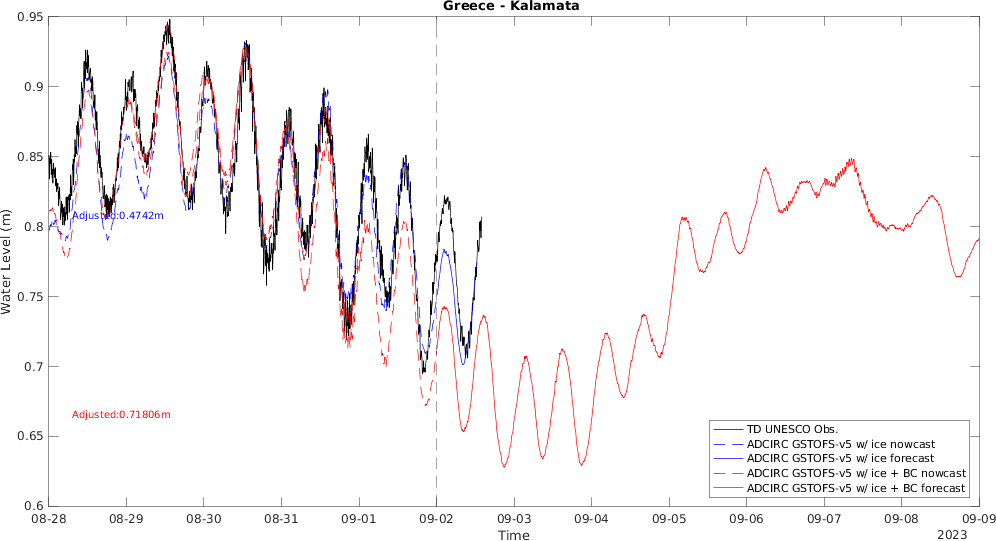 Greece - Kalamata
0.95
0.9
0.85
0.8
0.75
0.7
0.65
0.6
Water Level (m)
Adjusted:0.4742m
Adjusted:0.71806m
TD UNESCO Obs.
ADCIRC GSTOFS-v5 w/ ice nowcast
ADCIRC GSTOFS-v5 w/ ice forecast
ADCIRC GSTOFS-v5 w/ ice + BC nowcast
ADCIRC GSTOFS-v5 w/ ice + BC forecast
08-28 08-29 08-30 08-31 09-01 09-02 09-03 09-04 09-05 09-06 09-07 09-08 09-09
Time
2023